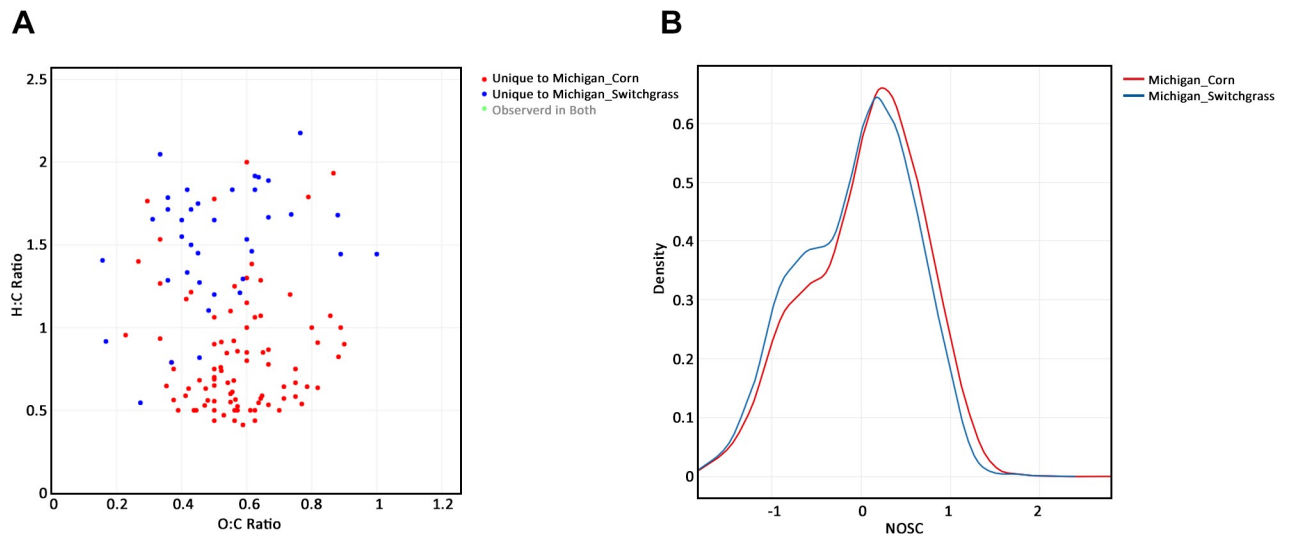 A
B
2.5
2
1.5
1
0.5
0
H:C Ratio
0
0.2
0.4
0.6
0.8
1
1.2
O:C Ratio
Unique to Michigan_Corn
Unique to Michigan_Switchgrass
Observerd in Both
0.6
0.5
0.4
0.3
0.2
0.1
0
Density
-1
0
1
2
NOSC
Michigan_Corn
Michigan_Switchgrass